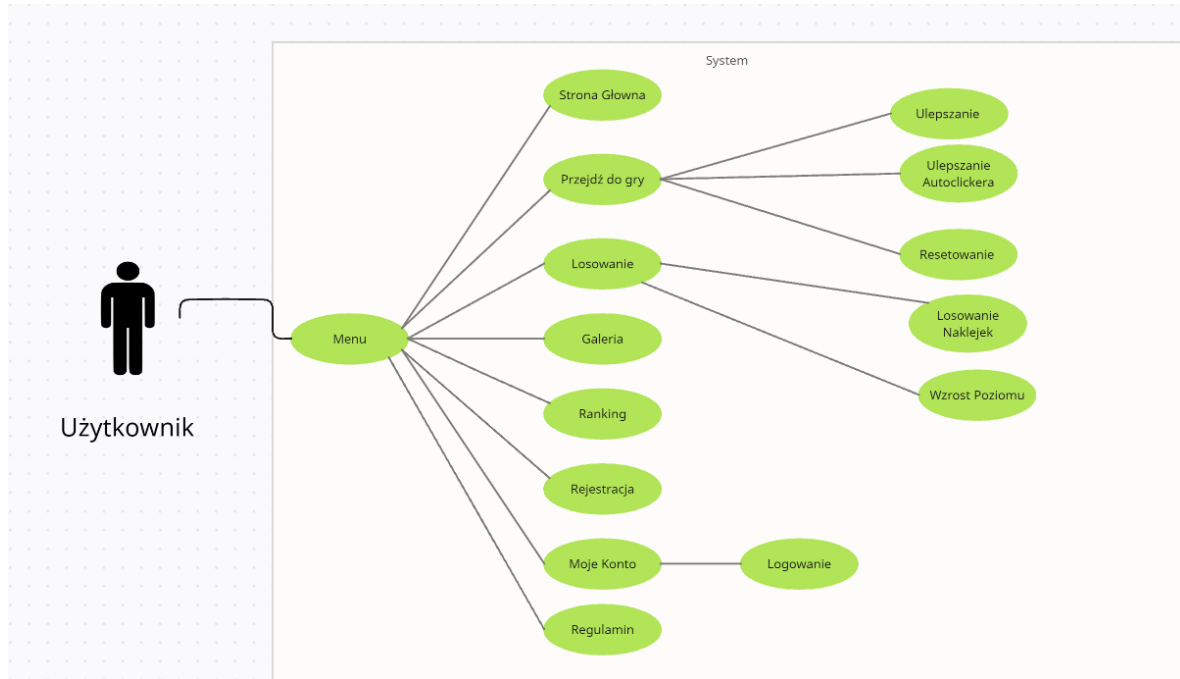 System
Strona Głowna
Ulepszanie
Przejdź do gry
Ulepszanie
Autoclickera
Losowanie
Resetowanie
Losowanie
Naklejek
Menu
Galeria
Wzrost Poziomu
Ranking
Użytkownik
Rejestracja
Moje Konto
Logowanie
Regulamin